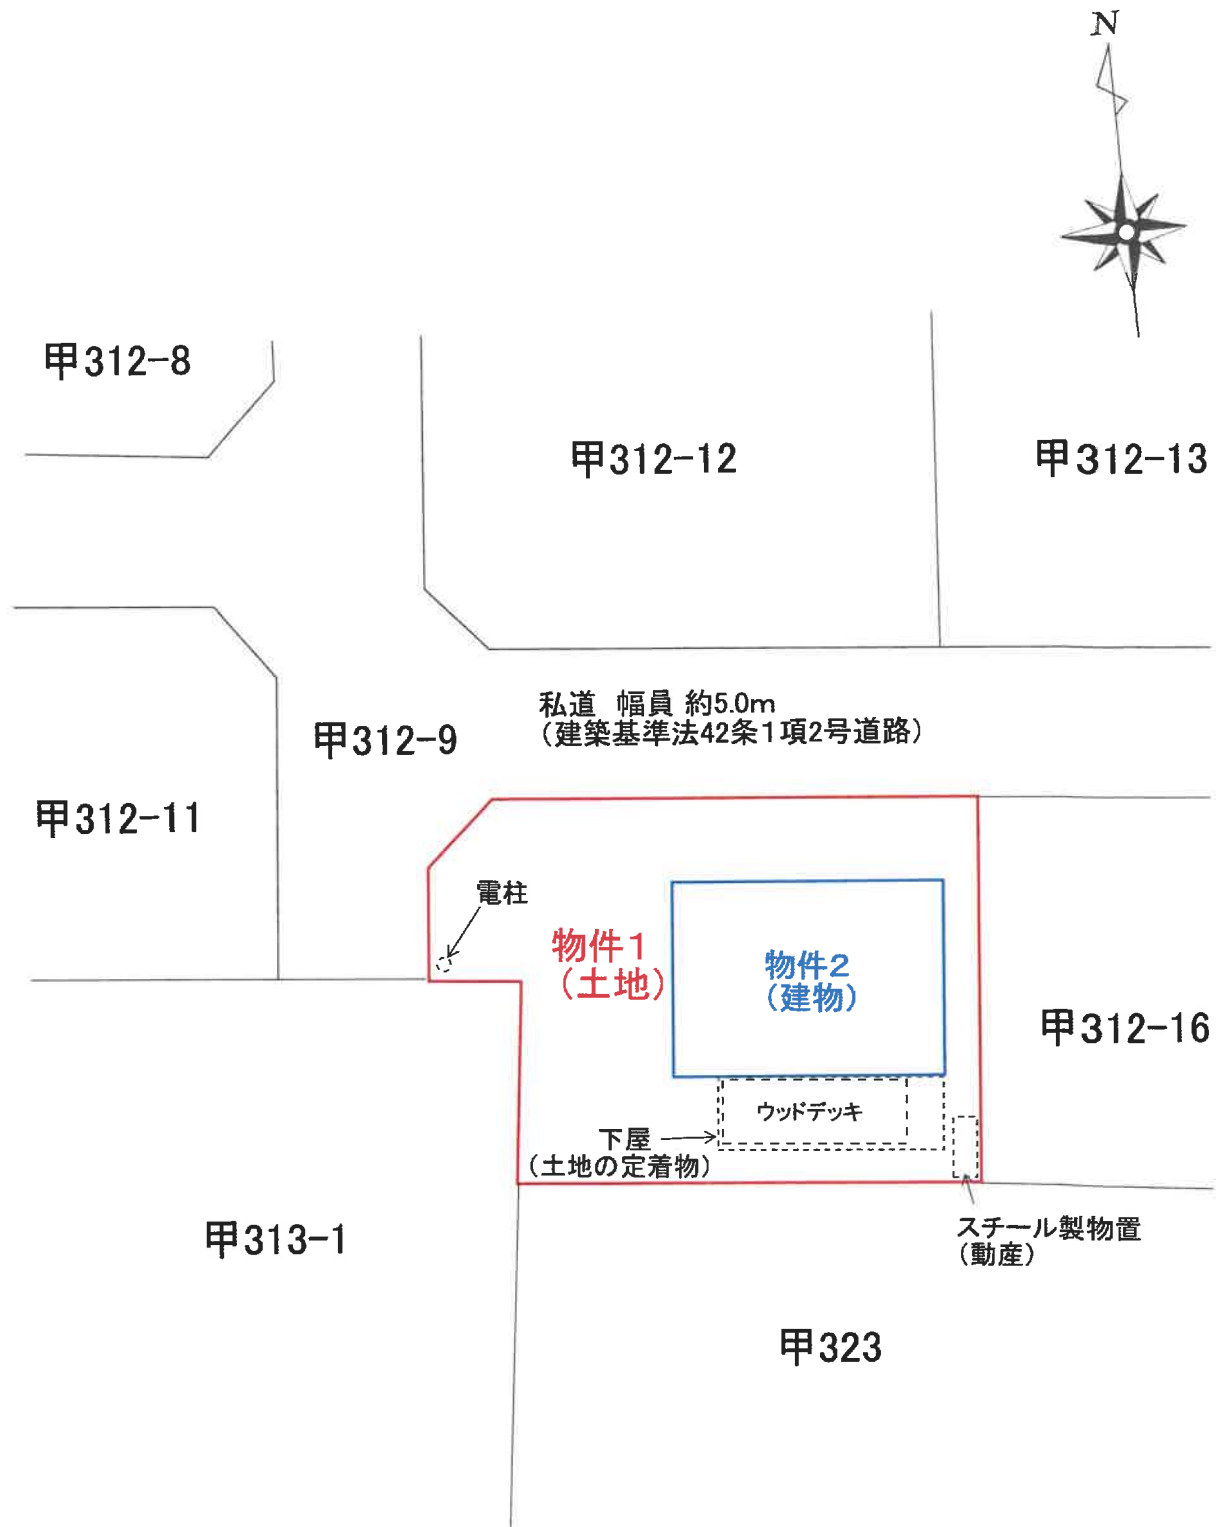 N
甲312-8
甲312-12
甲312-13
私道 幅員 約5.0m
(建築基準法42条1項2号道路)
甲312-9
甲312-11
電柱
物件1
(土地)
物件2
(建物)
甲312-16
ウッドデッキ
下屋
(土地の定着物)
甲313-1
スチール製物置
(動産)
甲323